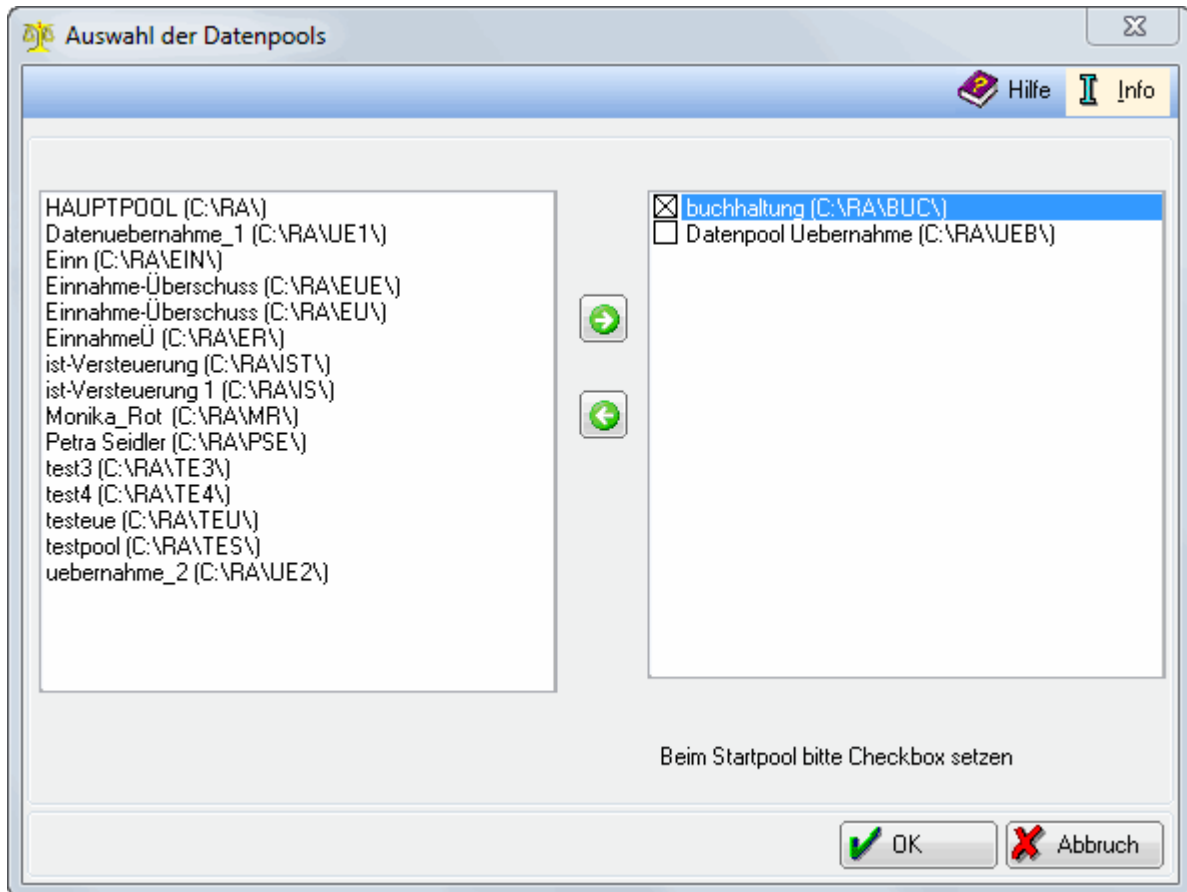 Auswahl der Datenpools
Hilfe
Info
HAUPTPOOL (C:\RA\)
Datenuebernahme_1 (C:\RA\UE1\)
Einn (C:\RA\EIN\)
Einnahme-Überschuss (C:\RA\EUE\)
Einnahme-Überschuss (C:\RA\EU\)
EinnahmeÜ (C:\RA\ER\)
ist-Versteuerung (C:\RA\IST\)
ist-Versteuerung 1 (C:\RA\IS\)
Monika_Rot (C:\RA\MR\)
Petra Seidler (C:\RA\PSE\)
test3 (C:\RA\TE3\)
test4 (C:\RA\TE4\)
testeue (C:\RA\TEU\)
testpool (C:\RA\TES\)
uebernahme_2 (C:\RA\UE2\)
buchhaltung (C:\RA\BUC\)
Datenpool Uebernahme (C:\RA\UEB\)
Beim Startpool bitte Checkbox setzen
OK
Abbruch